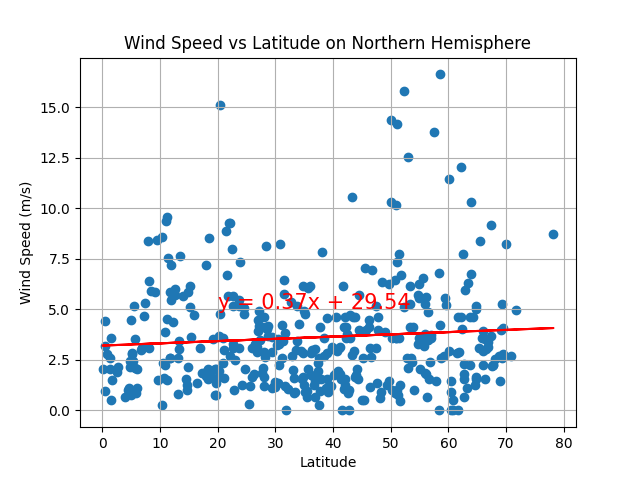 Wind Speed vs Latitude on Northern Hemisphere
15.0
12.5
10.0
7.5
5.0
2.5
0.0
Wind Speed (m/s)
y = 0.37x + 29.54
0 10 20 30 40 50 60 70 80
Latitude